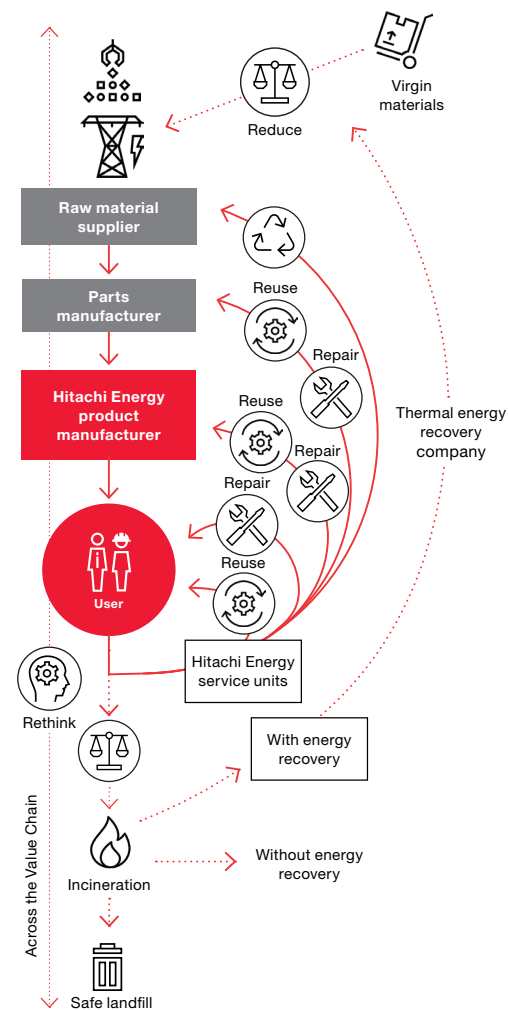 Virgin
materials
Reduce
Raw material
supplier
Reuse
Parts
manufacturer
Repair
Hitachi Energy
product
manufacturer
Reuse
Thermal energy
recovery
company
Repair
Repair
Reuse
User
Hitachi Energy
service units
Rethink
With energy
recovery
Across the Value Chain
Without energy
recovery
Incineration
Safe landfill